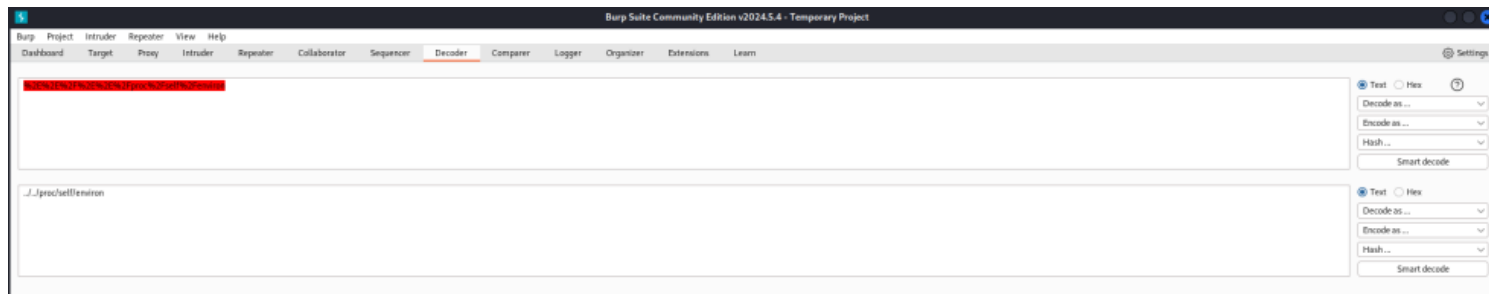 Burp Suite Community Edition v2024.5.4 - Temporary Project
Burp Project Intruder Repeater View Help
Dashboard Target Proxy Intruder Repeater Collaborator Sequencer Decoder Comparer Logger Organizer Extensions Learn Settings
%2E%2E%2F%2E%2E%2Fproc%2Fself%2Fenviron
Text Hex ?
Decode as ...
Encode as ...
Hash ...
Smart decode
../../proc/self/environ
Text Hex
Decode as ...
Encode as ...
Hash ...
Smart decode